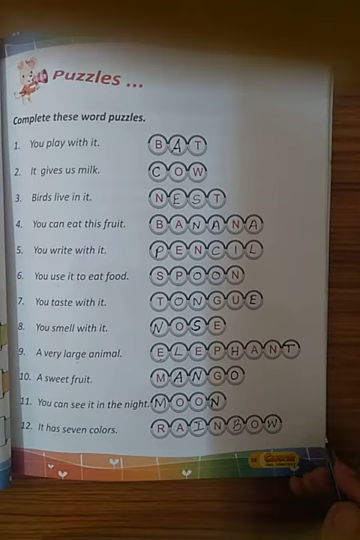 Puzzles ...
Complete these word puzzles.
1. You play with it. BAT
2. It gives us milk. COW
3. Birds live in it. NEST
4. You can eat this fruit. BANANA
5. You write with it. PENCIL
6. You use it to eat food. SPOON
7. You taste with it. TONGUE
8. You smell with it. NOSE
9. A very large animal. ELEPHANT
10. A sweet fruit. MANGO
11. You can see it in the night. MOON
12. It has seven colors. RAINBOW